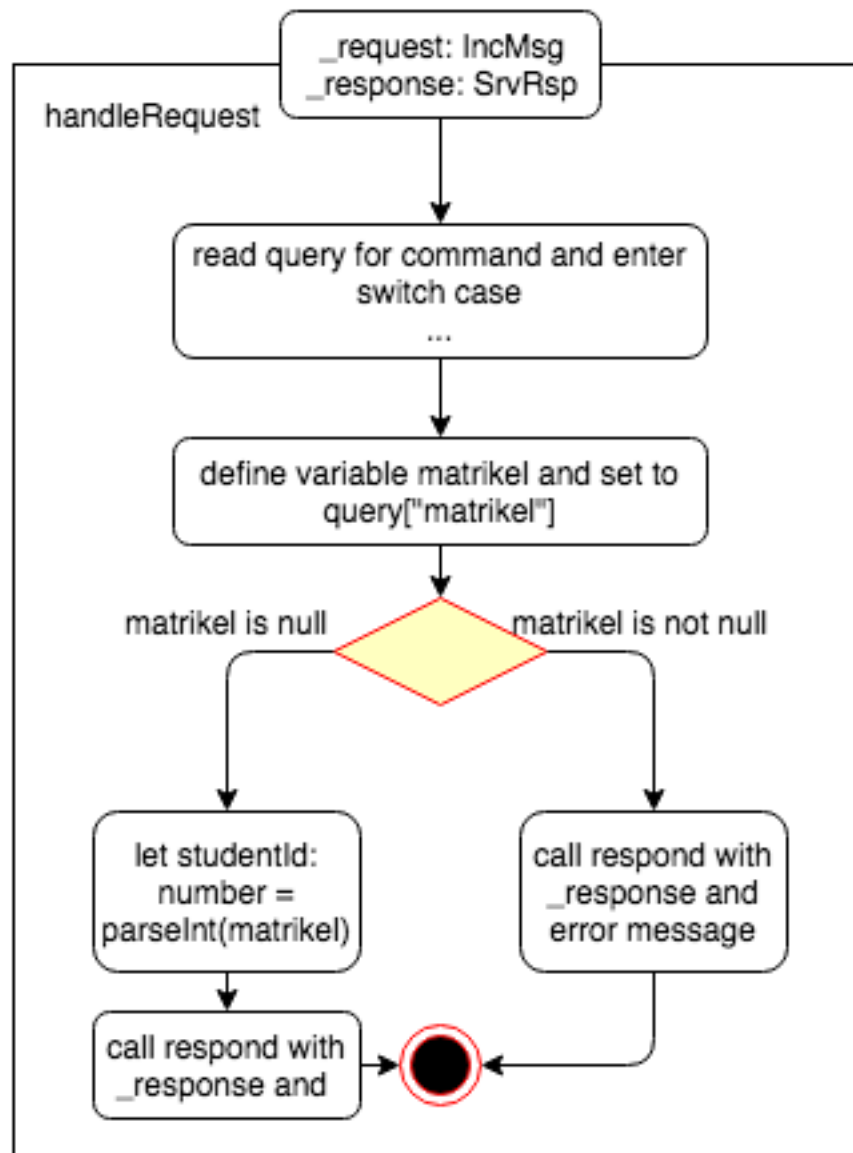 _request: IncMsg
_response: SrvRsp
handleRequest
read query for command and enter
switch case
...
define variable matrikel and set to
query["matrikel"]
matrikel is null
matrikel is not null
let studentId:
number =
parseInt(matrikel)
call respond with
_response and
error message
call respond with
_response and